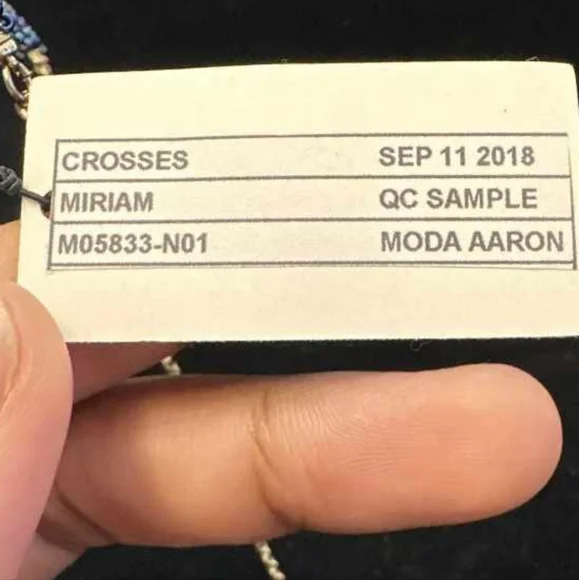 CROSSES SEP 11 2018
MIRIAM QC SAMPLE
M05833-N01 MODA AARON